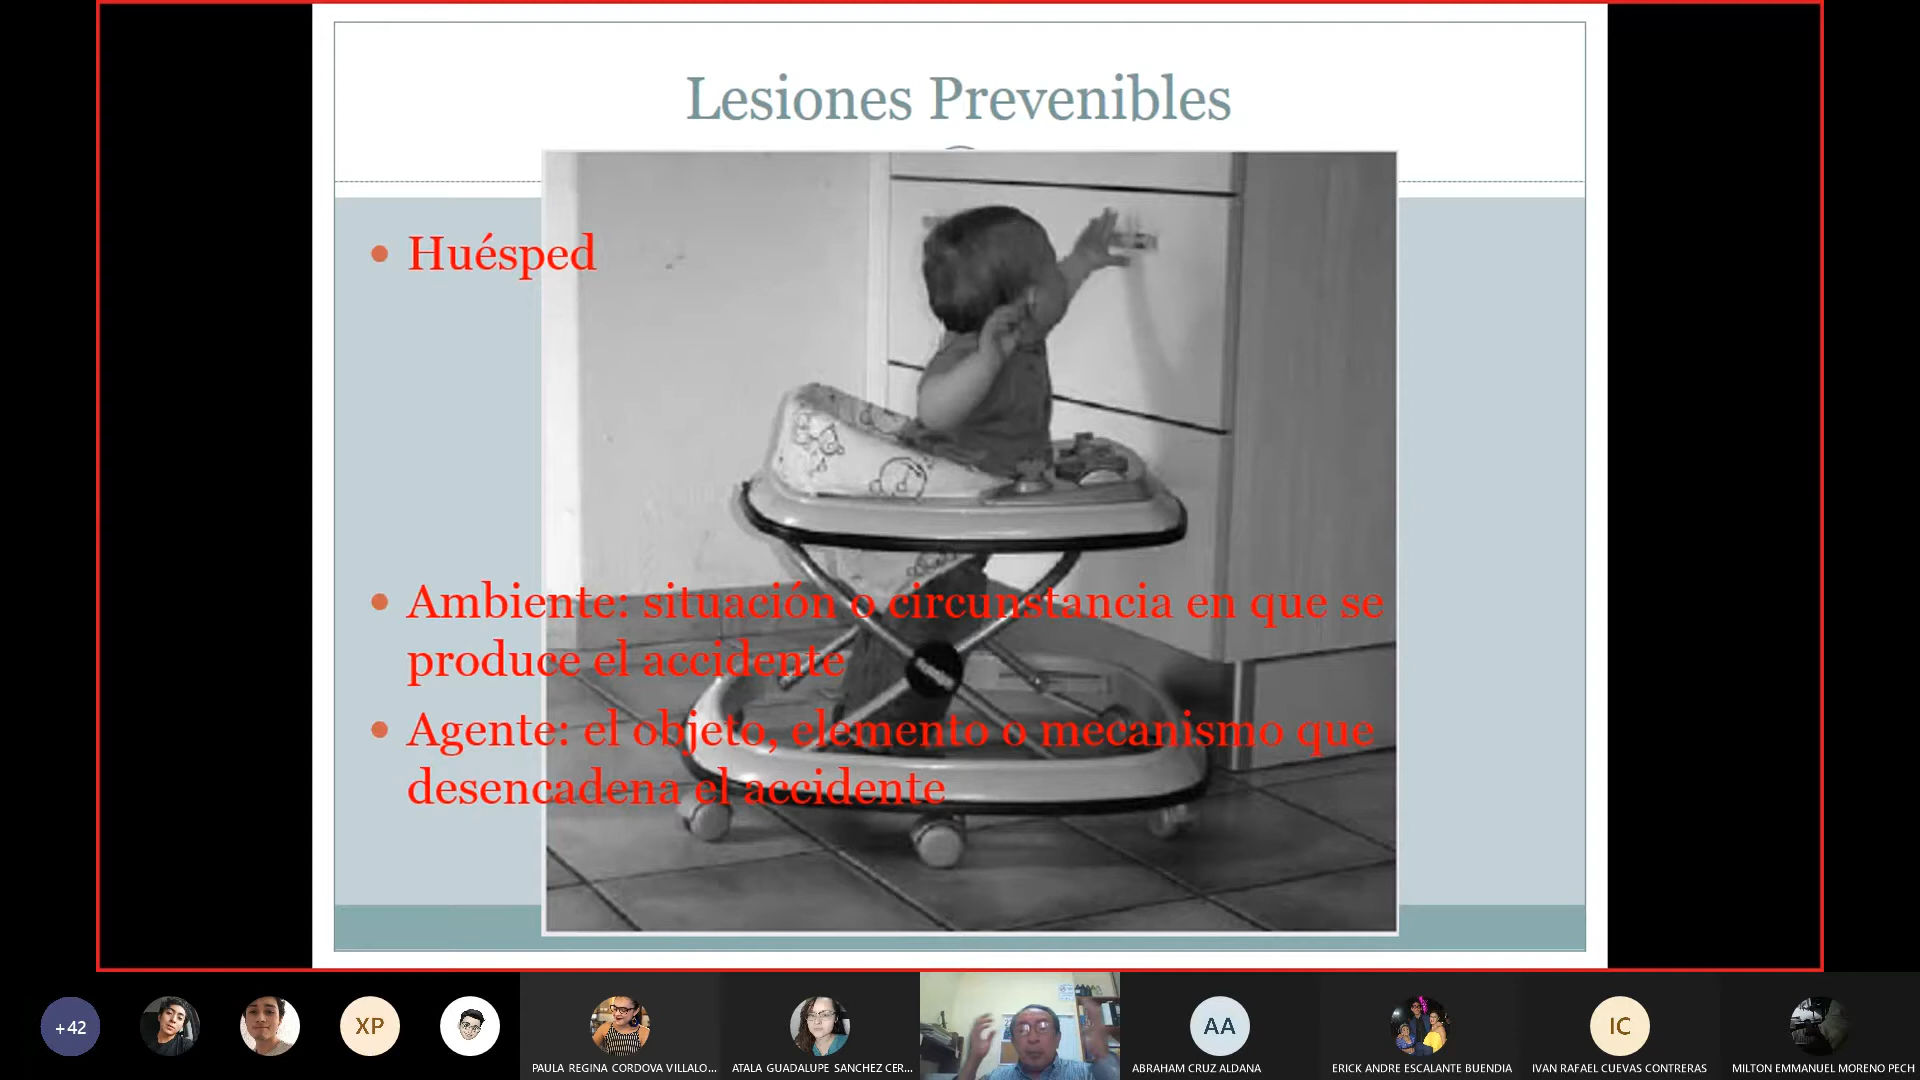 Lesiones Prevenibles
Huésped
Ambiente: situación o circunstancia en que se
produce el accidente
Agente: el objeto, elemento o mecanismo que
desencadena el accidente
+42
XP
AA
IC
PAULA REGINA CORDOVA VILLALO...
ATALA GUADALUPE SANCHEZ CER...
ABRAHAM CRUZ ALDANA
ERICK ANDRE ESCALANTE BUENDIA
IVAN RAFAEL CUEVAS CONTRERAS
MILTON EMMANUEL MORENO PECH